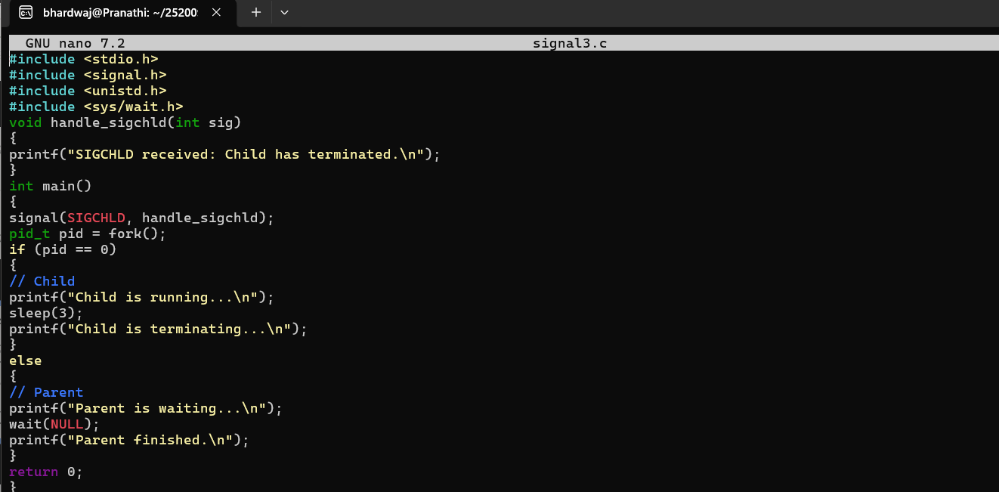 bhardwaj@Pranathi: ~/25200
GNU nano 7.2 signal3.c
#include <stdio.h>
#include <signal.h>
#include <unistd.h>
#include <sys/wait.h>
void handle_sigchld(int sig)
{
printf("SIGCHLD received: Child has terminated.\n");
}
int main()
{
signal(SIGCHLD, handle_sigchld);
pid_t pid = fork();
if (pid == 0)
{
// Child
printf("Child is running...\n");
sleep(3);
printf("Child is terminating...\n");
}
else
{
// Parent
printf("Parent is waiting...\n");
wait(NULL);
printf("Parent finished.\n");
}
return 0;
}